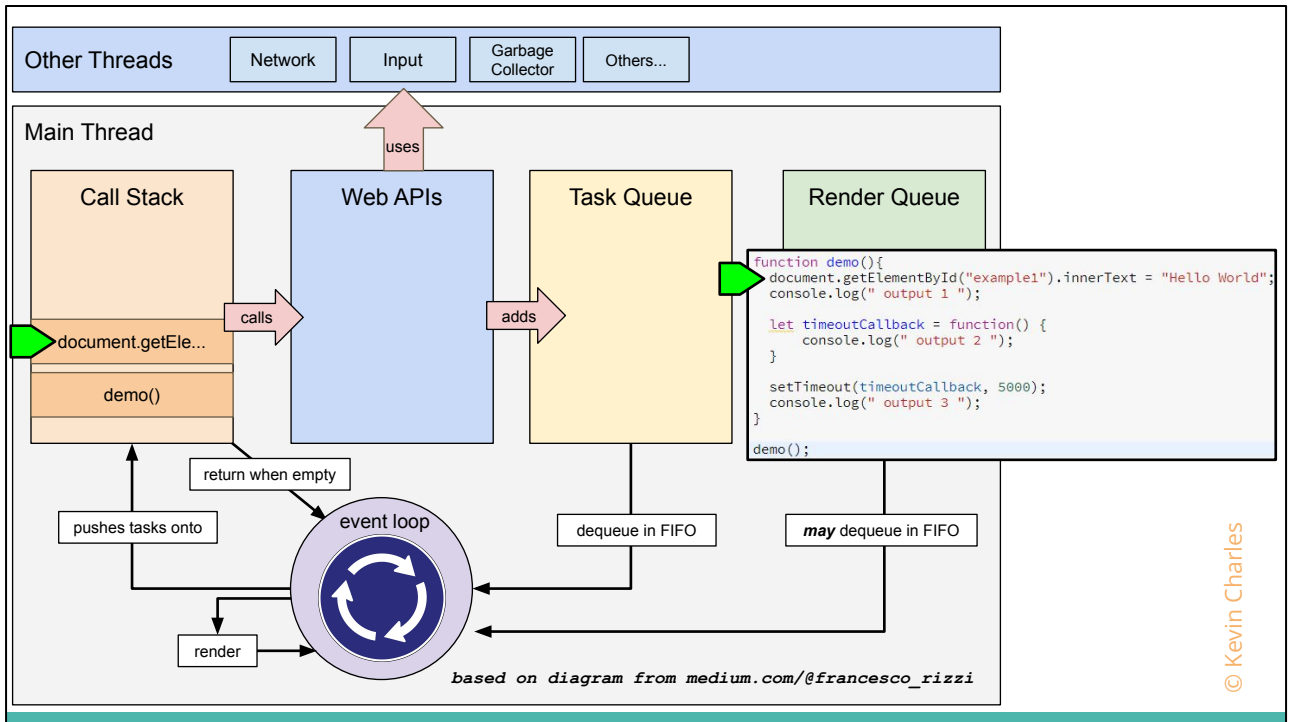 Other Threads
Network
Input
Garbage
Collector
Others...
Main Thread
uses
Call Stack
Web APIs
Task Queue
Render Queue
function demo(){
  document.getElementById("example1").innerText = "Hello World";
  console.log(" output 1 ");
  let timeoutCallback = function() {
      console.log(" output 2 ");
  }
  setTimeout(timeoutCallback, 5000);
  console.log(" output 3 ");
}
demo();
calls
adds
document.getEle...
demo()
return when empty
pushes tasks onto
event loop
dequeue in FIFO
may dequeue in FIFO
render
based on diagram from medium.com/@francesco_rizzi
© Kevin Charles